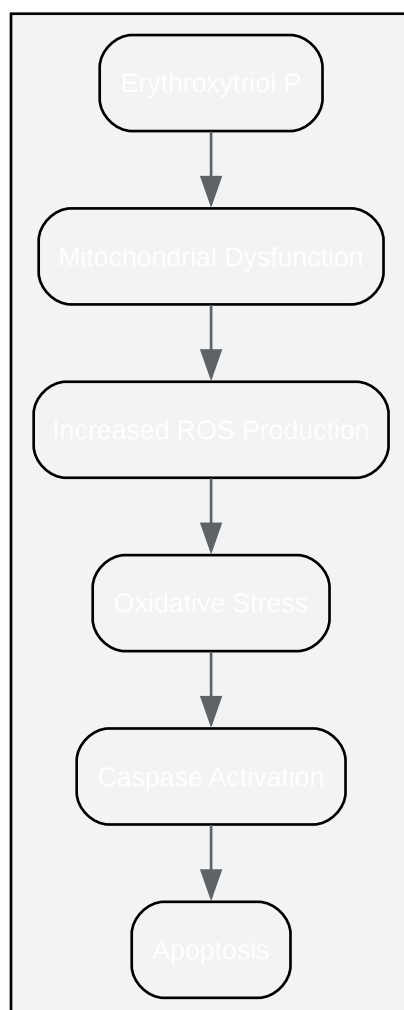 Erythroxytriol P
Mitochondrial Dysfunction
Increased ROS Production
Oxidative Stress
Caspase Activation
Apoptosis